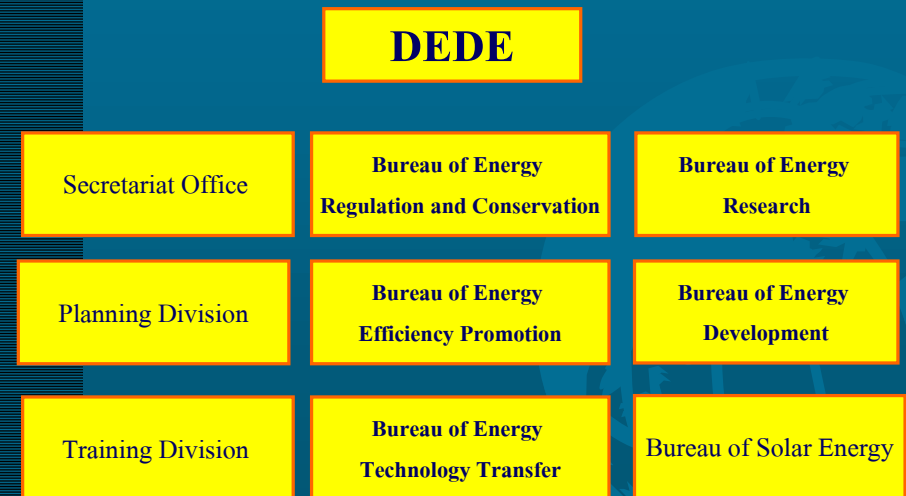 DEDE
Secretariat Office
Bureau of Energy
Regulation and Conservation
Bureau of Energy
Research
Planning Division
Bureau of Energy
Efficiency Promotion
Bureau of Energy
Development
Training Division
Bureau of Energy
Technology Transfer
Bureau of Solar Energy